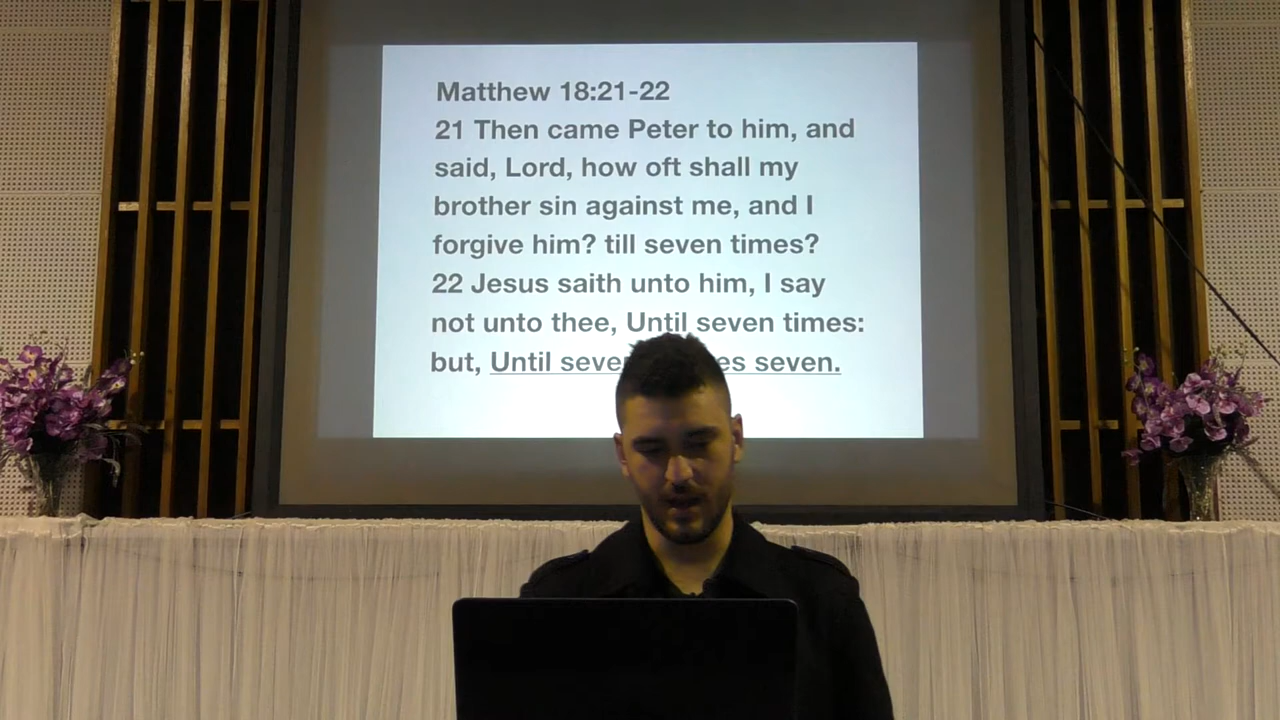 Matthew 18:21-22
21 Then came Peter to him, and
said, Lord, how oft shall my
brother sin against me, and I
forgive him? till seven times?
22 Jesus saith unto him, I say
not unto thee, Until seven times:
but, Until seven.